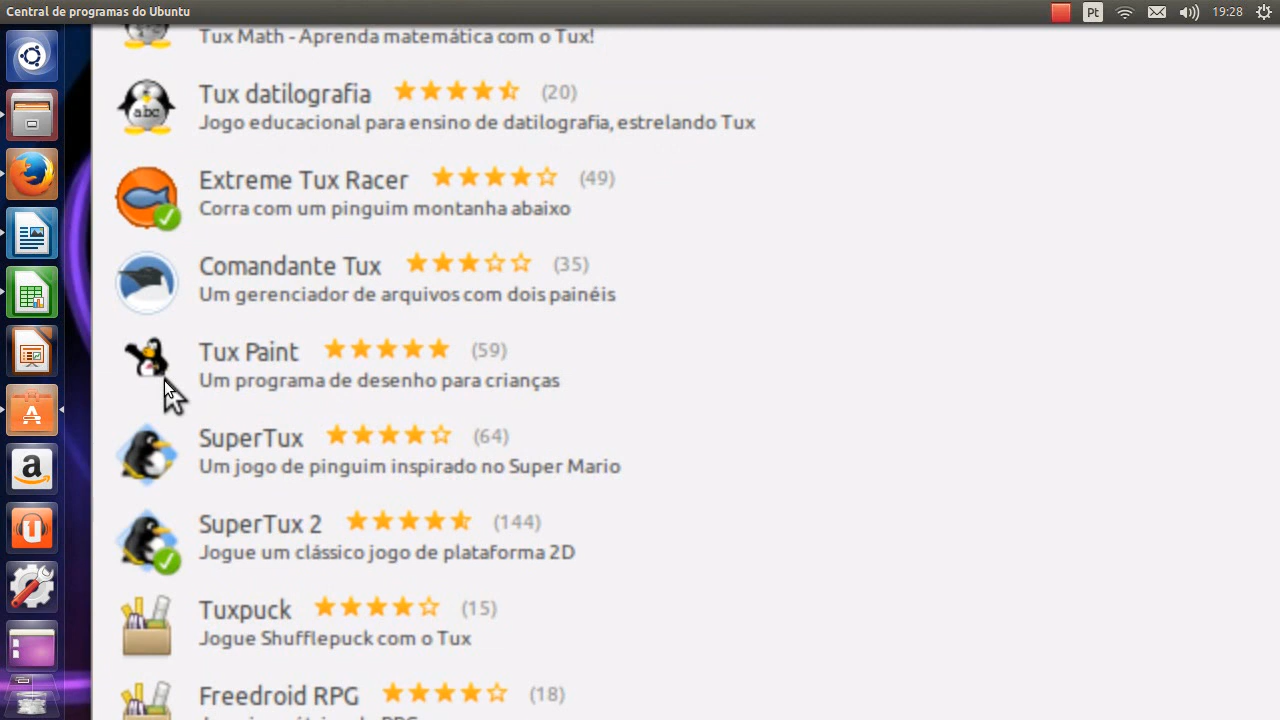 Central de programas do Ubuntu
Pt
19:28
Tux Math - Aprenda matemática com o Tux!
Tux datilografia (20)
abc
Jogo educacional para ensino de datilografia, estrelando Tux
Extreme Tux Racer (49)
Corra com um pinguim montanha abaixo
Comandante Tux (35)
Um gerenciador de arquivos com dois painéis
Tux Paint (59)
Um programa de desenho para crianças
SuperTux (64)
Um jogo de pinguim inspirado no Super Mario
SuperTux 2 (144)
Jogue um clássico jogo de plataforma 2D
Tuxpuck (15)
Jogue Shufflepuck com o Tux
Freedroid RPG (18)